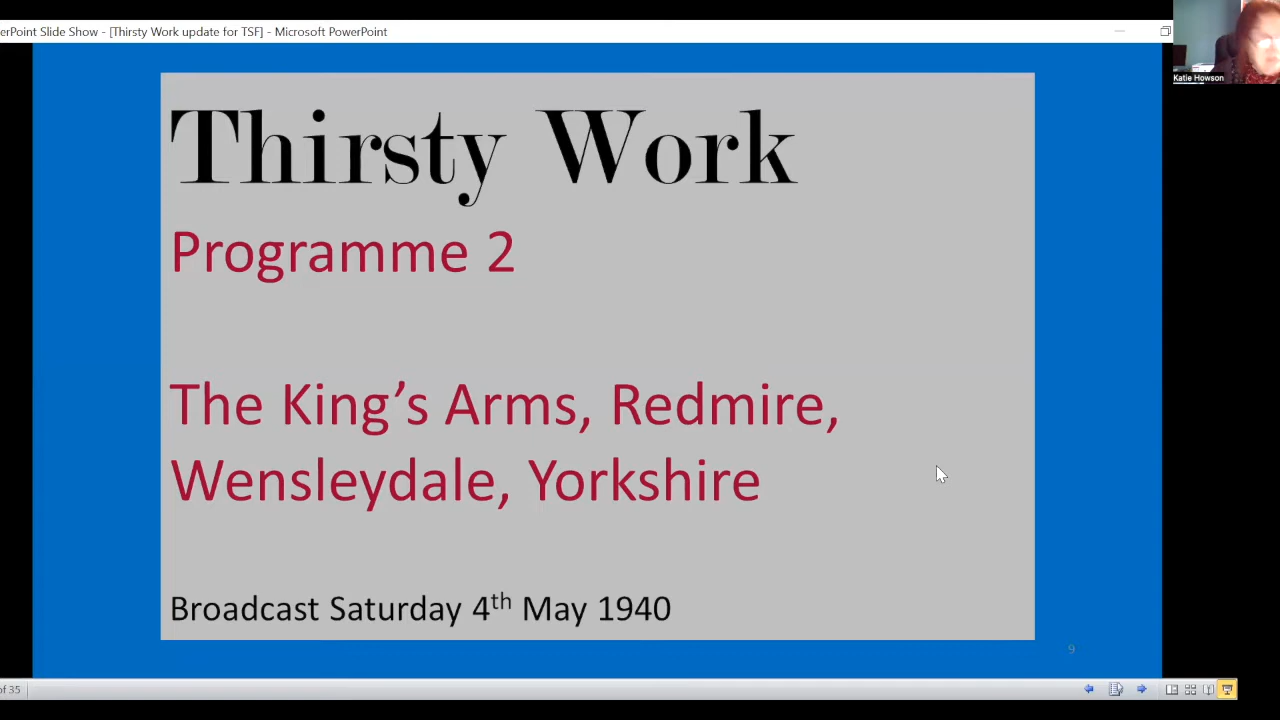 erPoint Slide Show - [Thirsty Work update for TSF] - Microsoft PowerPoint
Katie Howson
Thirsty Work
Programme 2
The King’s Arms, Redmire,
Wensleydale, Yorkshire
Broadcast Saturday 4th May 1940
9
of 35